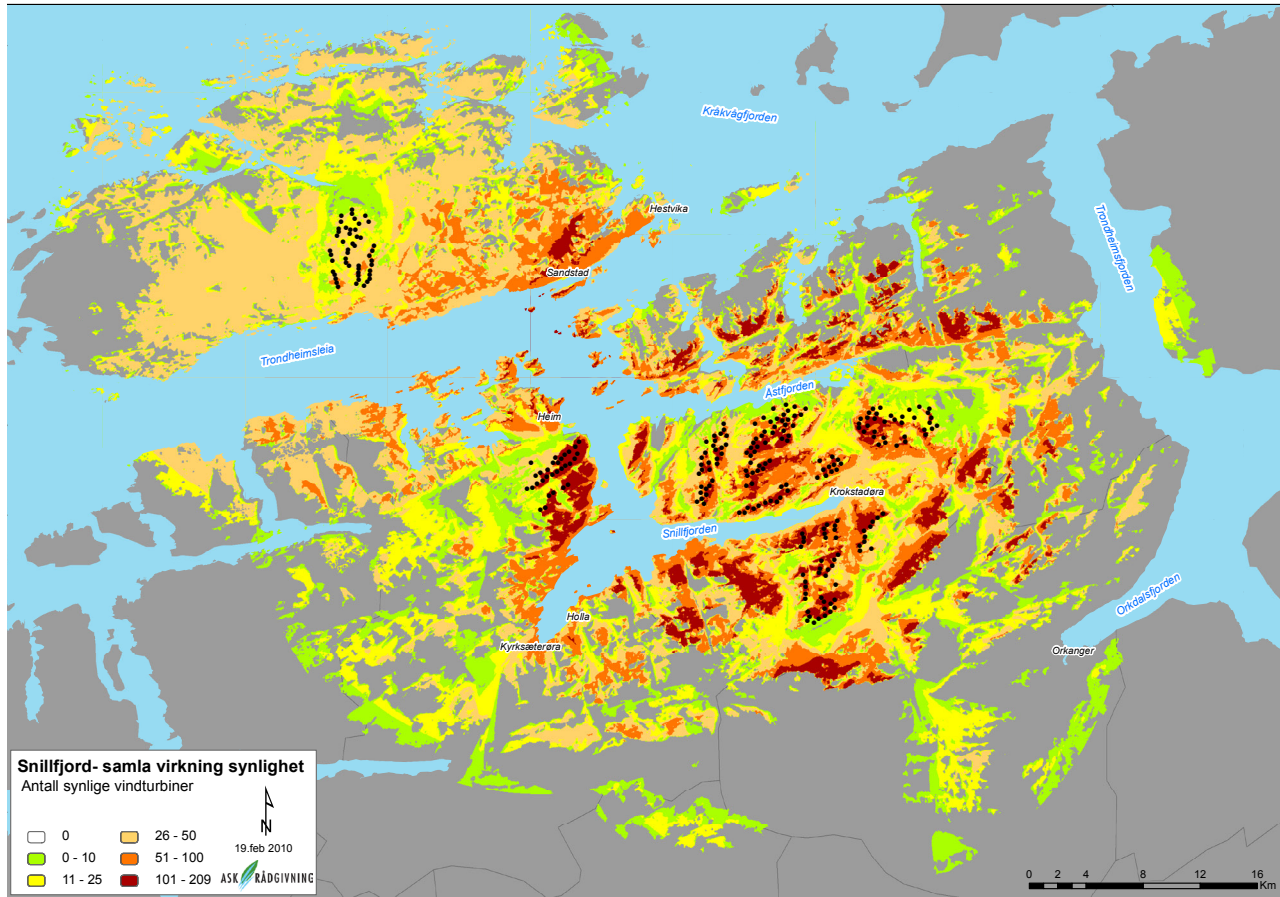 Kråkvågfjorden
Hestvika
Trondheimsfjorden
Sandstad
Trondheimsleia
Åstfjorden
Heim
Krokstadøra
Snillfjorden
Orkdalsfjorden
Holla
Kyrksæterøra
Orkanger
Snillfjord- samla virkning synlighet
Antall synlige vindturbiner
N
0
26 - 50
19.feb 2010
0 - 10
51 - 100
11 - 25
101 - 209
ASK RÅDGIVNING
0 2 4 8 12 16
Km